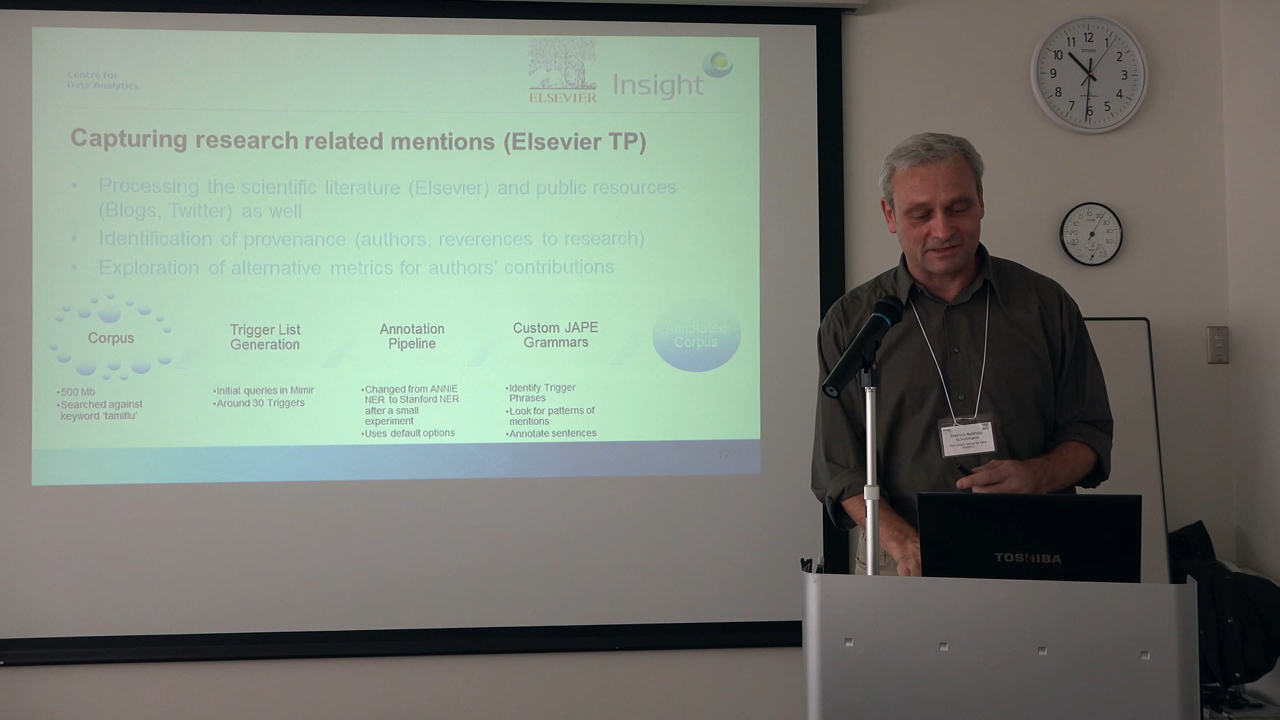 Centre for
Data Analytics
ELSEVIER
Insight
Capturing research related mentions (Elsevier TP)
• Processing the scientific literature (Elsevier) and public resources
(Blogs, Twitter) as well
• Identification of provenance (authors, reverences to research)
• Exploration of alternative metrics for authors' contributions
Corpus
Trigger List
Generation
Annotation
Pipeline
Custom JAPE
Grammars
Annotated
Corpus
•500 Mb
•Searched against
keyword 'tamiflu'
•Initial queries in Mimir
•Around 30 Triggers
•Changed from ANNIE
NER to Stanford NER
after a small
experiment
•Uses default options
•Identify Trigger
Phrases
•Look for patterns of
mentions
•Annotate sentences
17
12
1
2
3
4
5
6
7
8
9
10
11
TOSHIBA